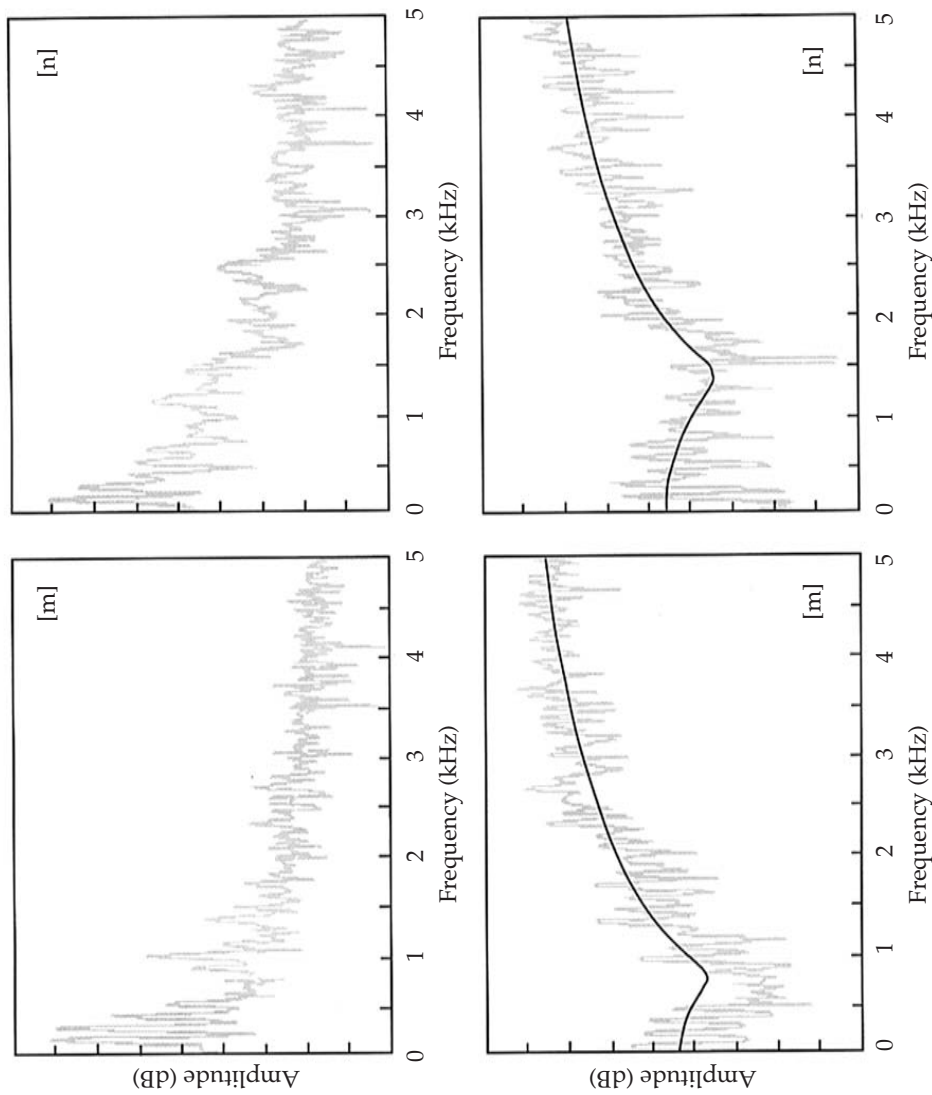 [m]
[n]
Amplitude (dB)
0 1 2 3 4 5
Frequency (kHz)
0 1 2 3 4 5
Frequency (kHz)
[m]
[n]
Amplitude (dB)
0 1 2 3 4 5
Frequency (kHz)
0 1 2 3 4 5
Frequency (kHz)